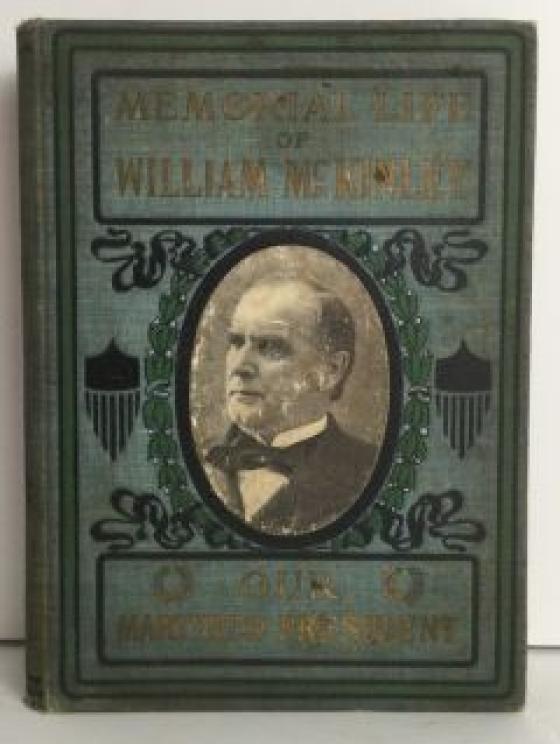 MEMORIAL LIFE
OF
WILLIAM McKINLEY
OUR
MARTYRED PRESIDENT